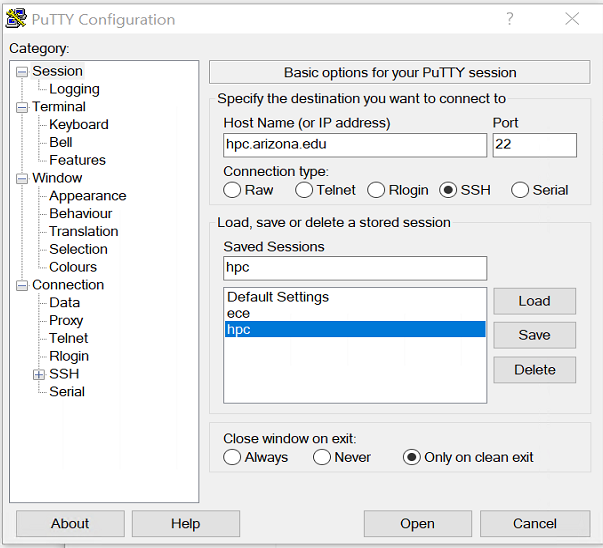 PuTTY Configuration
Category:
Session
Logging
Terminal
Keyboard
Bell
Features
Window
Appearance
Behaviour
Translation
Selection
Colours
Connection
Data
Proxy
Telnet
Rlogin
SSH
Serial
Basic options for your PuTTY session
Specify the destination you want to connect to
Host Name (or IP address) Port
hpc.arizona.edu 22
Connection type:
Raw Telnet Rlogin SSH Serial
Load, save or delete a stored session
Saved Sessions
hpc
Default Settings
ece
hpc
Load
Save
Delete
Close window on exit:
Always Never Only on clean exit
About Help Open Cancel